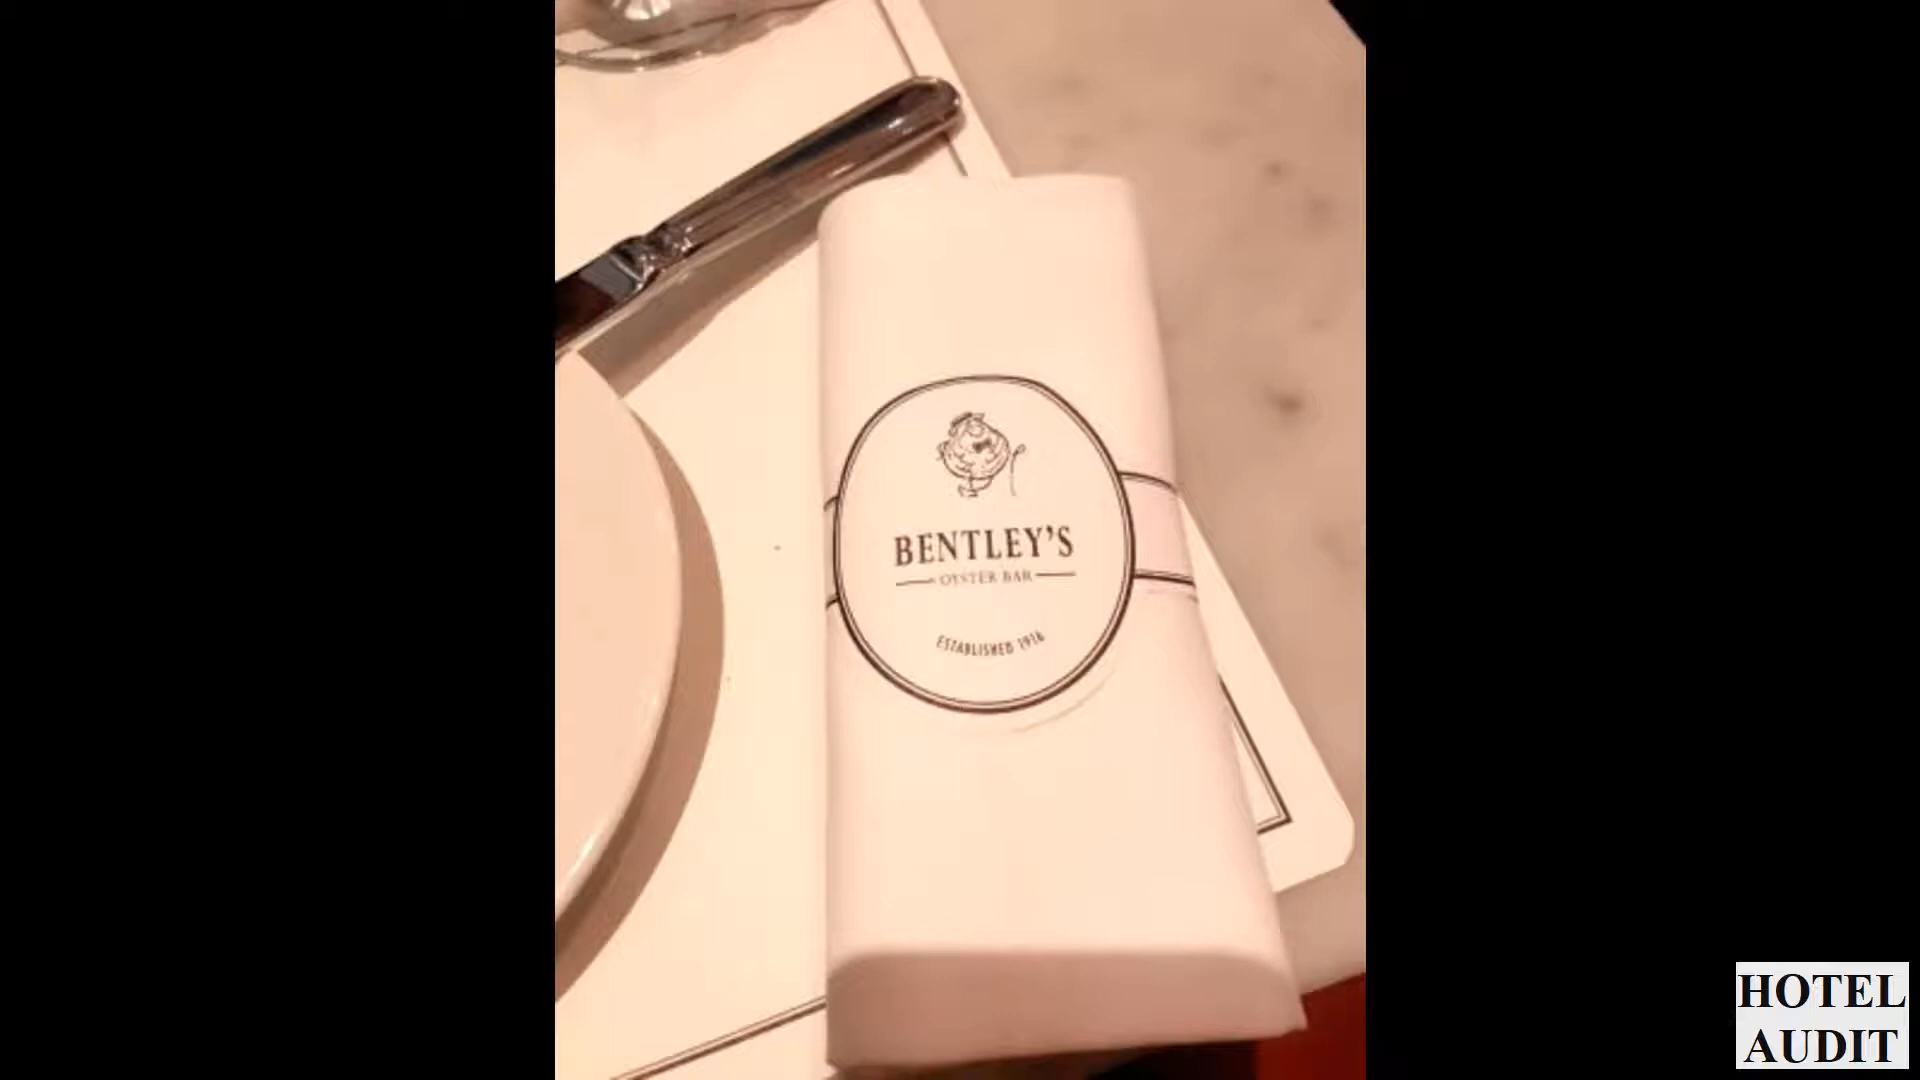 BENTLEY'S
OYSTER BAR
ESTABLISHED 1916
HOTEL
AUDIT